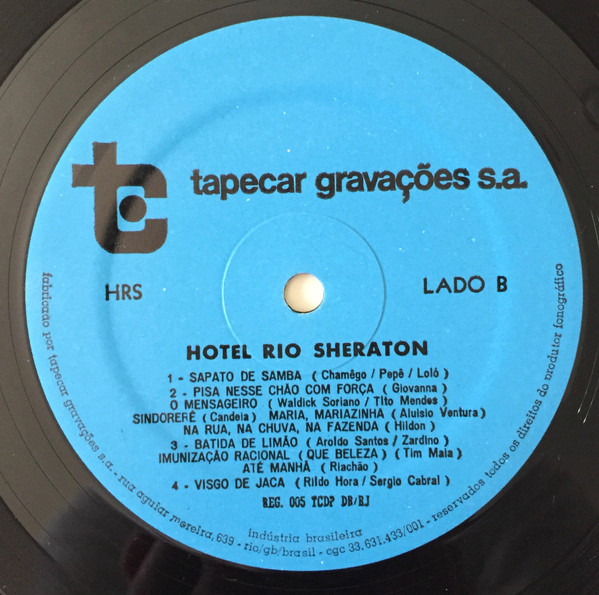 tc
tapecar gravações s.a.
HRS
LADO B
HOTEL RIO SHERATON
1 - SAPATO DE SAMBA ( Chamêgo / Pepê / Loló )
2 - PISA NESSE CHÃO COM FORÇA ( Giovanna )
O MENSAGEIRO ( Waldick Soriano / Tito Mendes )
SINDORERÊ ( Candeia ) MARIA, MARIAZINHA ( Aluisio Ventura )
NA RUA, NA CHUVA, NA FAZENDA ( Hildon )
3 - BATIDA DE LIMÃO ( Aroldo Santos / Zardino )
IMUNIZAÇÃO RACIONAL ( QUE BELEZA ) ( Tim Maia )
ATÉ MANHÃ ( Riachão )
4 - VISGO DE JACA ( Rildo Hora / Sergio Cabral )
REG. 005 TCDP DB/RJ
indústria brasileira
fabricado por tapecar gravações s.a. - rua aguiar moreira, 639 - rio/gb/brasil - cgc 33.631.433/001 - reservados todos os direitos do produtor fonográfico